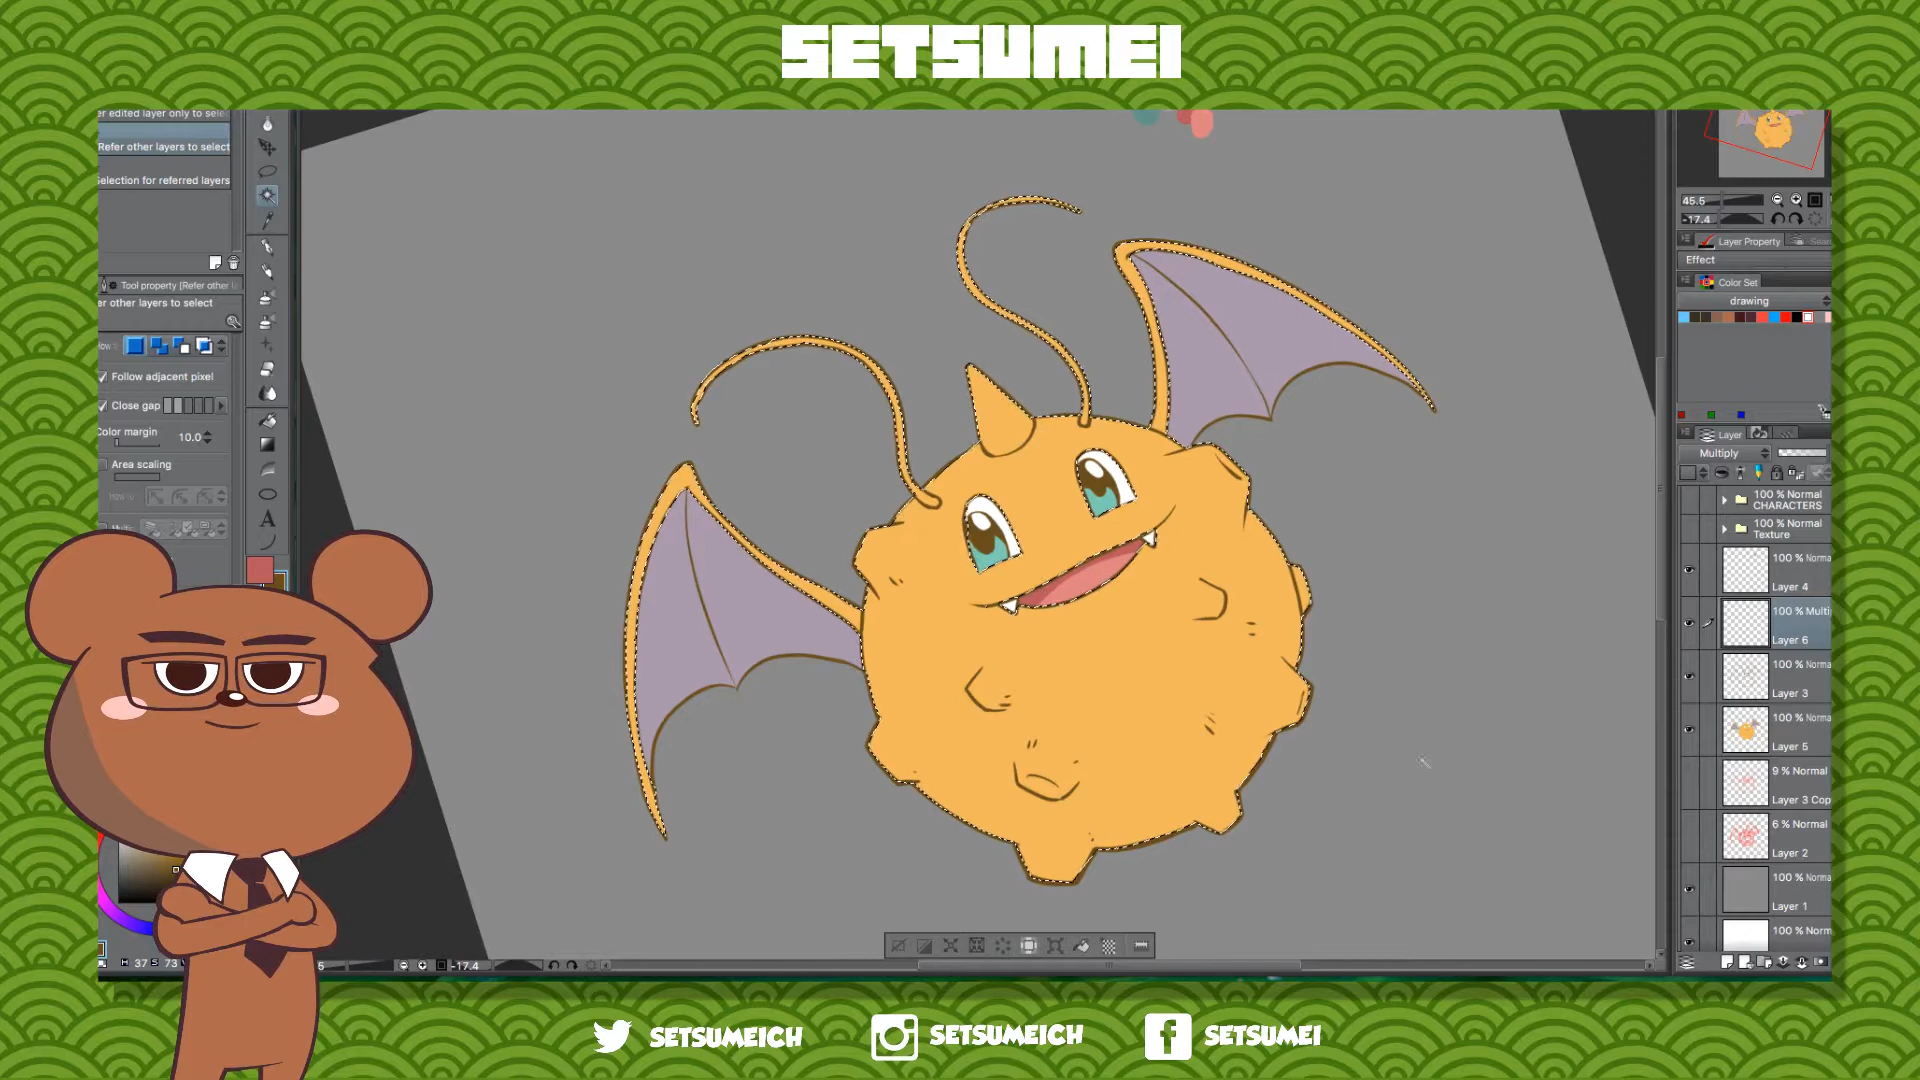 SETSUMEI
er edited layer only to sele
Refer other layers to select
Selection for referred layers
Tool property [Refer other la
er other layers to select
Follow adjacent pixel
Close gap
Color margin 10.0
Area scaling
A
H 37 S 73
-17.4
45.5
-17.4
Layer Property
Effect
Color Set
drawing
Layer
Multiply
100 % Normal
CHARACTERS
100 % Normal
Texture
100 % Norma
Layer 4
100 % Multi
Layer 6
100 % Norma
Layer 3
100 % Norma
Layer 5
9 % Normal
Layer 3 Cop
6 % Normal
Layer 2
100 % Norma
Layer 1
100 % Norm
SETSUMEICH
SETSUMEICH
SETSUMEI